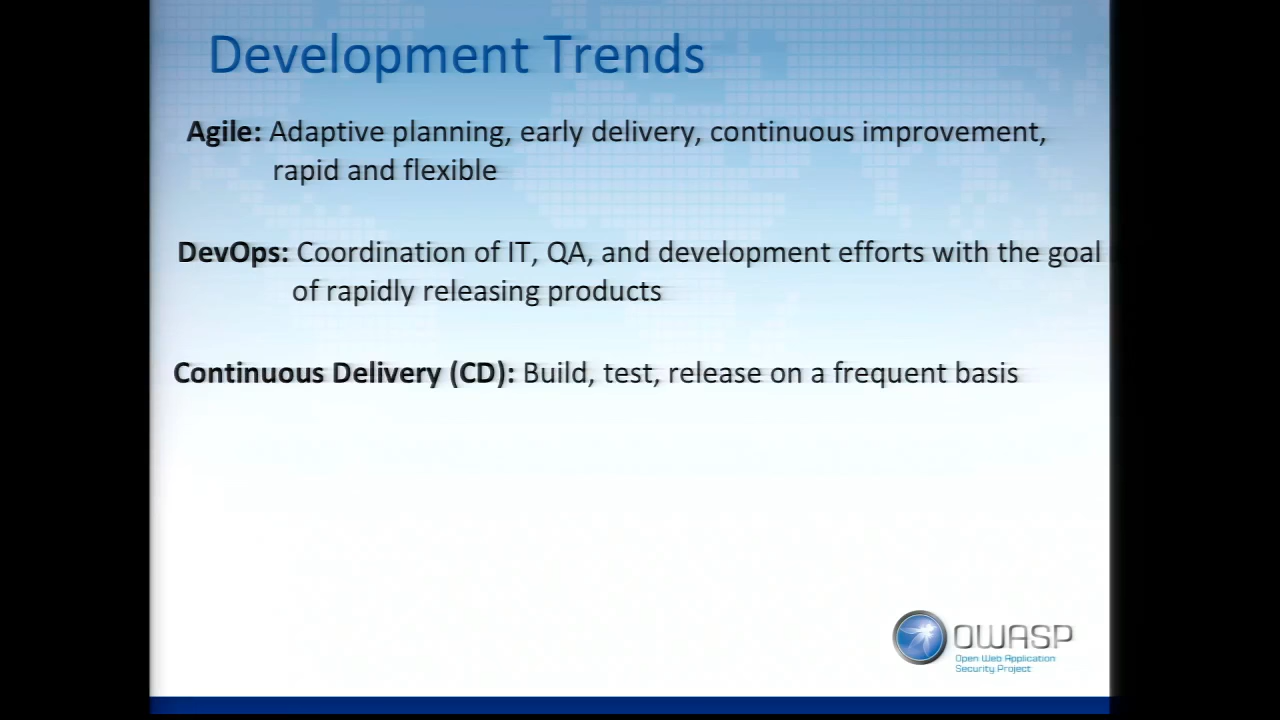 Development Trends
Agile: Adaptive planning, early delivery, continuous improvement,
rapid and flexible
DevOps: Coordination of IT, QA, and development efforts with the goal
of rapidly releasing products
Continuous Delivery (CD): Build, test, release on a frequent basis
OWASP
Open Web Application
Security Project